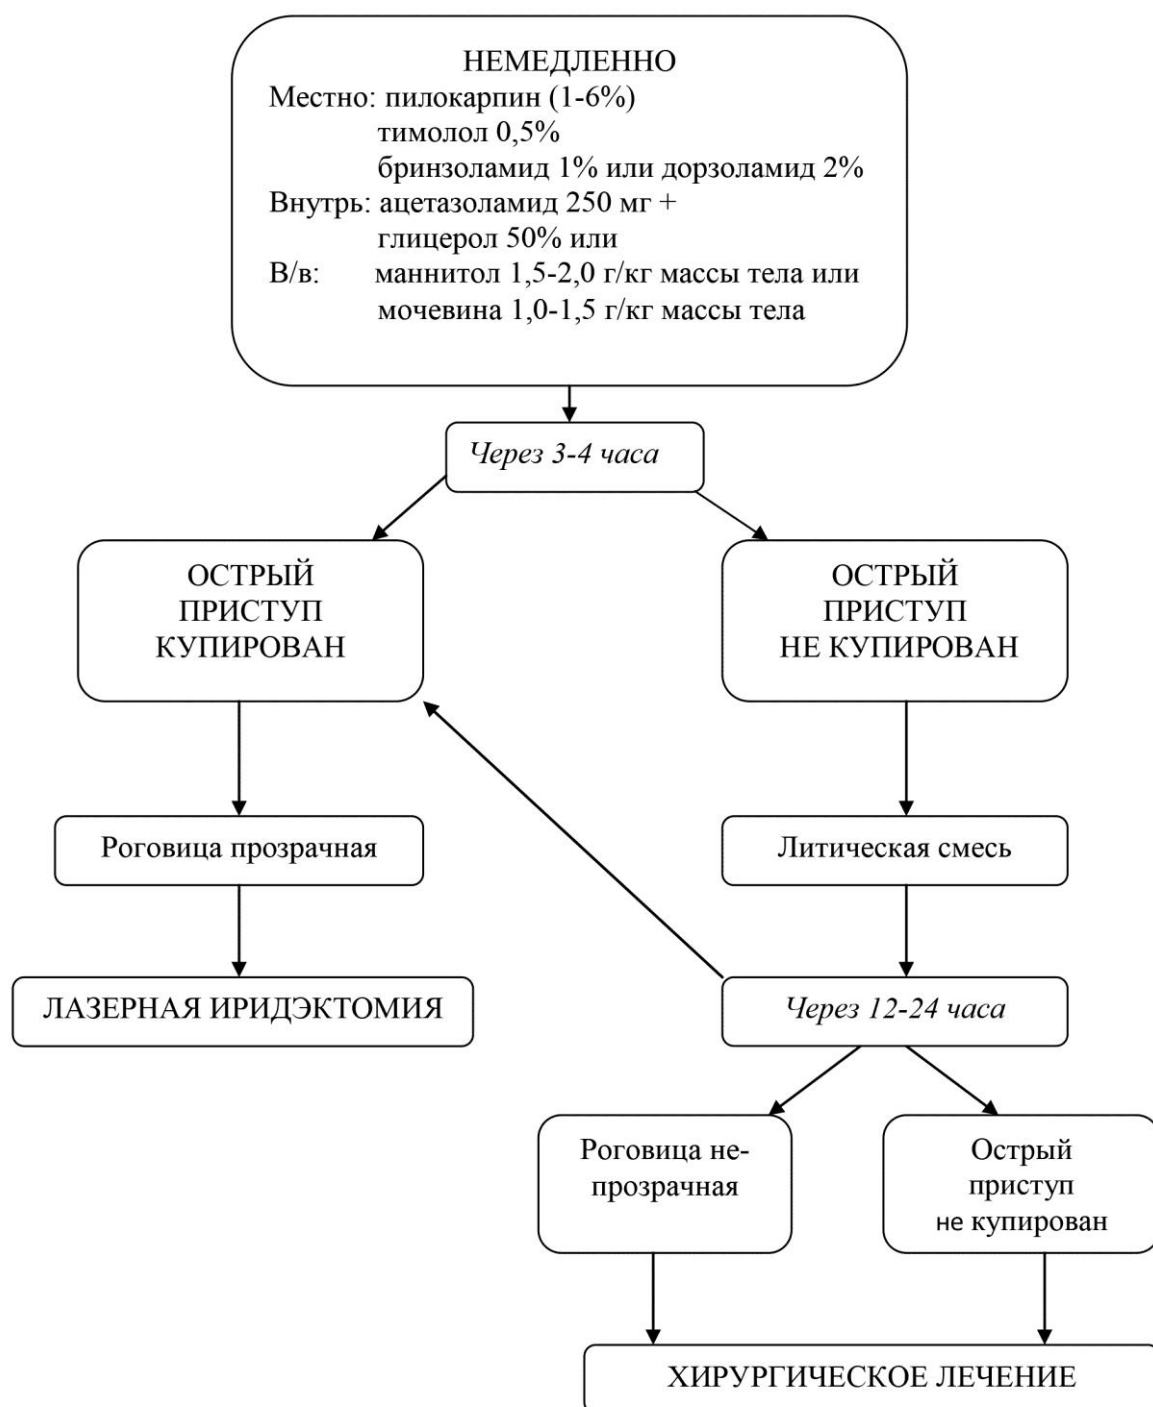 НЕМЕДЛЕННО
Местно: пилокарпин (1-6%)
тимолол 0,5%
бринзоламид 1% или дорзоламид 2%
Внутрь: ацетазоламид 250 мг +
глицерол 50% или
В/в: маннитол 1,5-2,0 г/кг массы тела или
мочевина 1,0-1,5 г/кг массы тела
Через 3-4 часа
ОСТРЫЙ
ПРИСТУП
КУПИРОВАН
ОСТРЫЙ
ПРИСТУП
НЕ КУПИРОВАН
Роговица прозрачная
Литическая смесь
ЛАЗЕРНАЯ ИРИДЭКТОМИЯ
Через 12-24 часа
Роговица не-
прозрачная
Острый
приступ
не купирован
ХИРУРГИЧЕСКОЕ ЛЕЧЕНИЕ